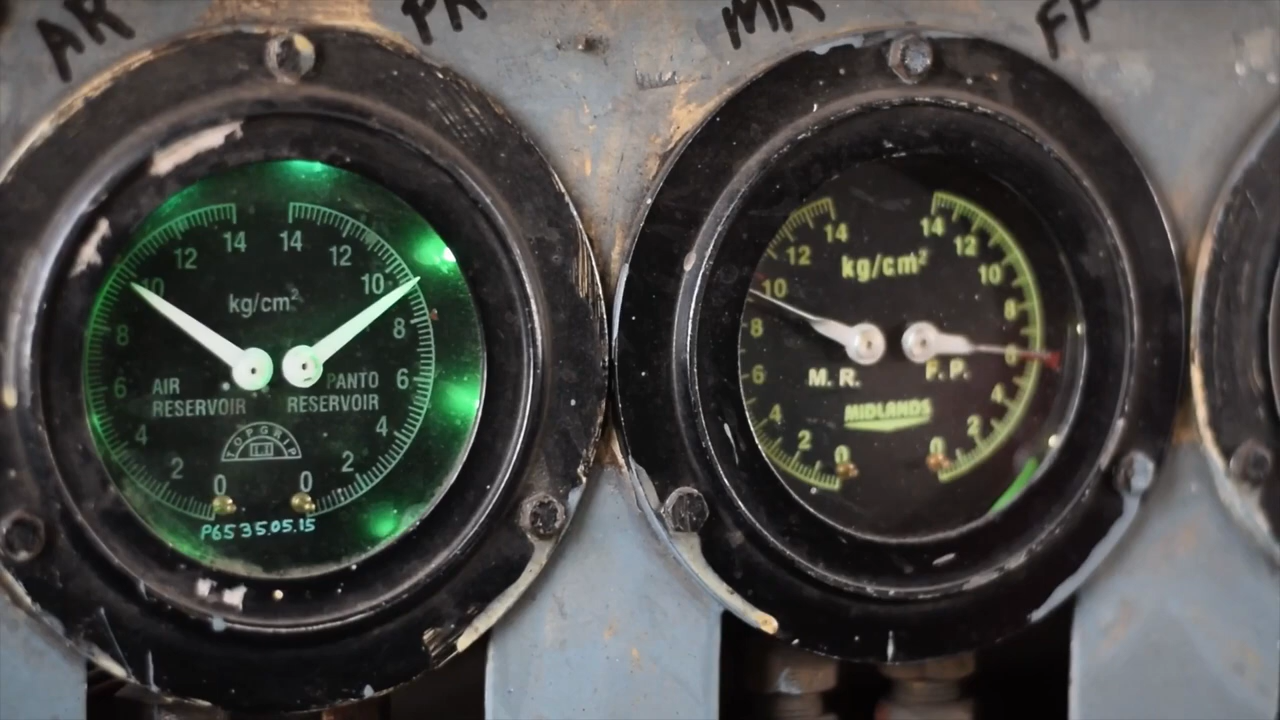 AR
PR
MR
FP
14 14
12 12
10 10
kg/cm²
8 8
6 6
AIR RESERVOIR
PANTO RESERVOIR
4 4
TOPGRIP
2 2
0 0
P65 35.05.15
14 14
12 12
kg/cm²
10 10
8 8
6 6
M. R. F. P.
MIDLANDS
4 4
2 2
0 0